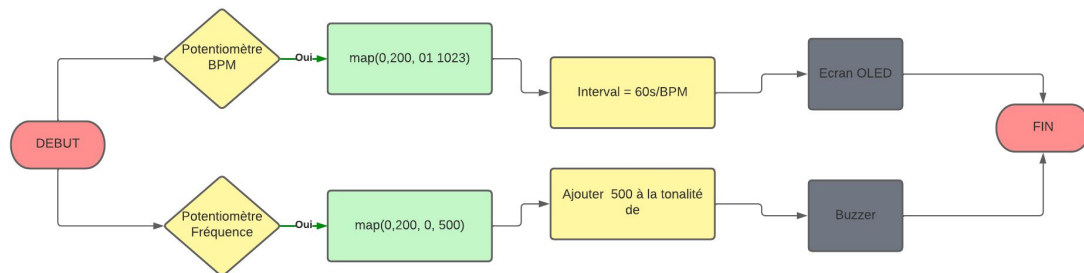 Potentiomètre
BPM
Oui
map(0,200, 01 1023)
Interval = 60s/BPM
Ecran OLED
DEBUT
FIN
Potentiomètre
Fréquence
Oui
map(0,200, 0, 500)
Ajouter  500 à la tonalité
de
Buzzer